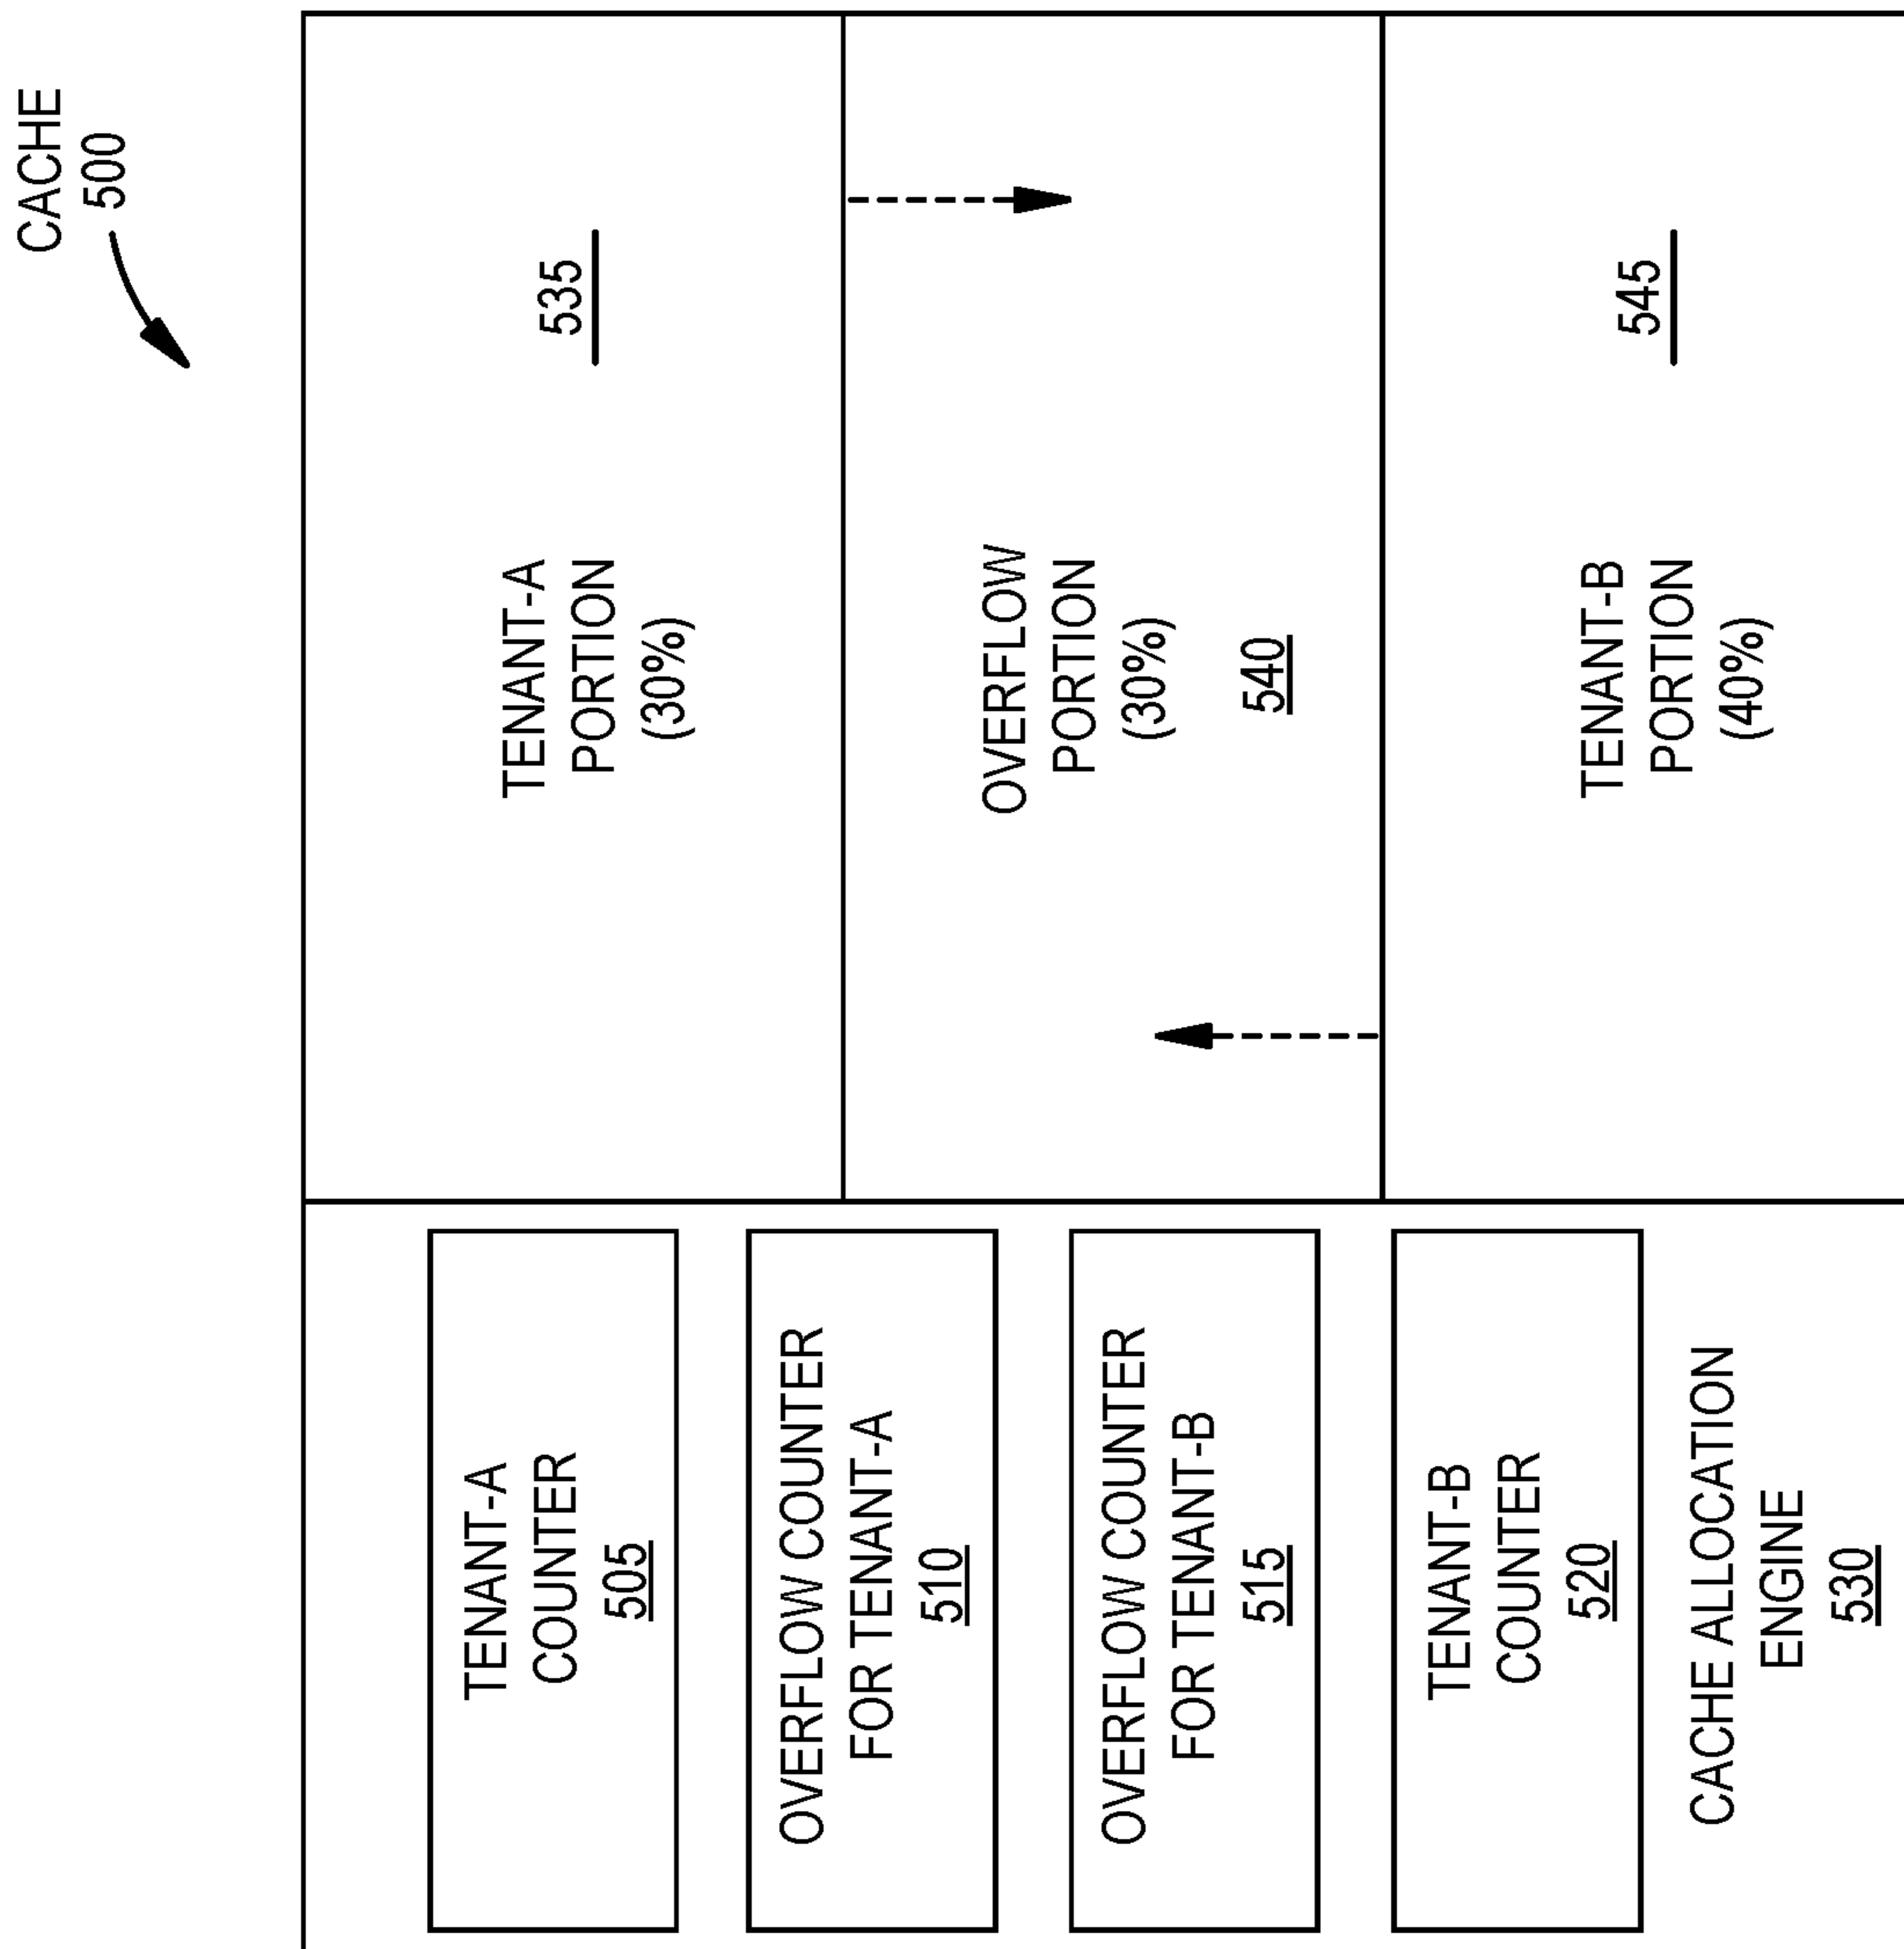 CACHE
500
TENANT-A
COUNTER
505
OVERFLOW COUNTER
FOR TENANT-A
510
OVERFLOW COUNTER
FOR TENANT-B
515
TENANT-B
COUNTER
520
CACHE ALLOCATION
ENGINE
530
TENANT-A
PORTION
(30%)
535
OVERFLOW
PORTION
(30%)
540
TENANT-B
PORTION
(40%)
545